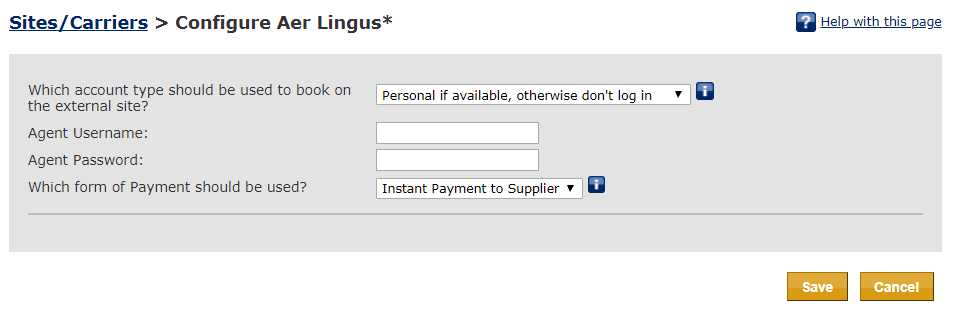 Sites/Carriers > Configure Aer Lingus*
? Help with this page
Which account type should be used to book on
the external site?
Personal if available, otherwise don't log in
i
Agent Username:
Agent Password:
Which form of Payment should be used?
Instant Payment to Supplier
i
Save
Cancel